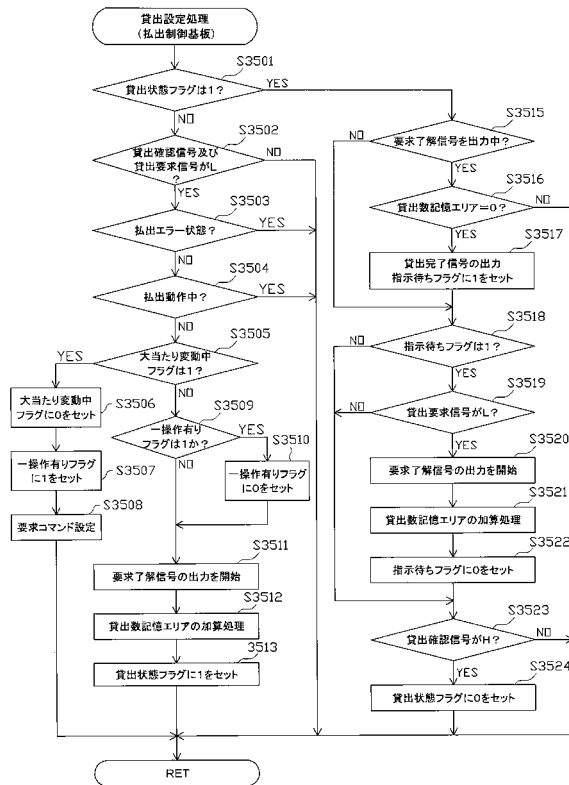 貸出設定処理
(払出制御基板)
S3501
貸出状態フラグは1?
YES
NO
S3502
貸出確認信号及び
貸出要求信号がL
?
NO
YES
S3503
払出エラー状態?
YES
NO
S3504
払出動作中?
YES
NO
S3505
大当たり変動中
フラグは1?
YES
NO
大当たり変動中
フラグに0をセット
S3506
一操作有りフラグ
に1をセット
S3507
要求コマンド設定
S3508
S3509
一操作有り
フラグは1か?
YES
NO
S3510
一操作有りフラグ
に0をセット
S3511
要求了解信号の出力を開始
S3512
貸出数記憶エリアの加算処理
3513
貸出状態フラグに1をセット
RET
S3515
要求了解信号を出力中?
NO
YES
S3516
貸出数記憶エリア=0?
NO
YES
S3517
貸出完了信号の出力
指示待ちフラグに1をセット
S3518
指示待ちフラグは1?
NO
YES
S3519
貸出要求信号がL?
NO
YES
S3520
要求了解信号の出力を開始
S3521
貸出数記憶エリアの加算処理
S3522
指示待ちフラグに0をセット
S3523
貸出確認信号がH?
NO
YES
S3524
貸出状態フラグに0をセット